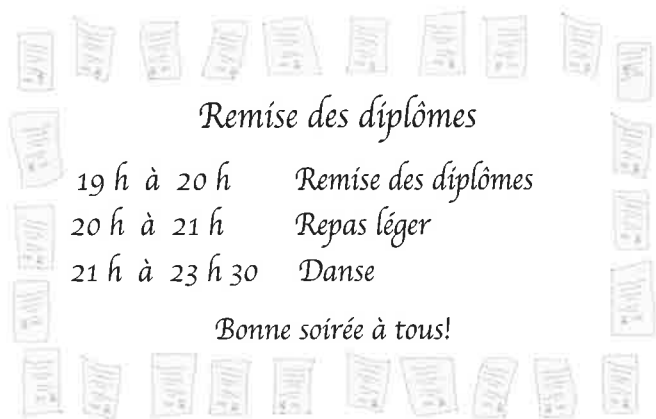 Remise des diplômes
19 h à 20 h Remise des diplômes
20 h à 21 h Repas léger
21 h à 23 h 30 Danse
Bonne soirée à tous!